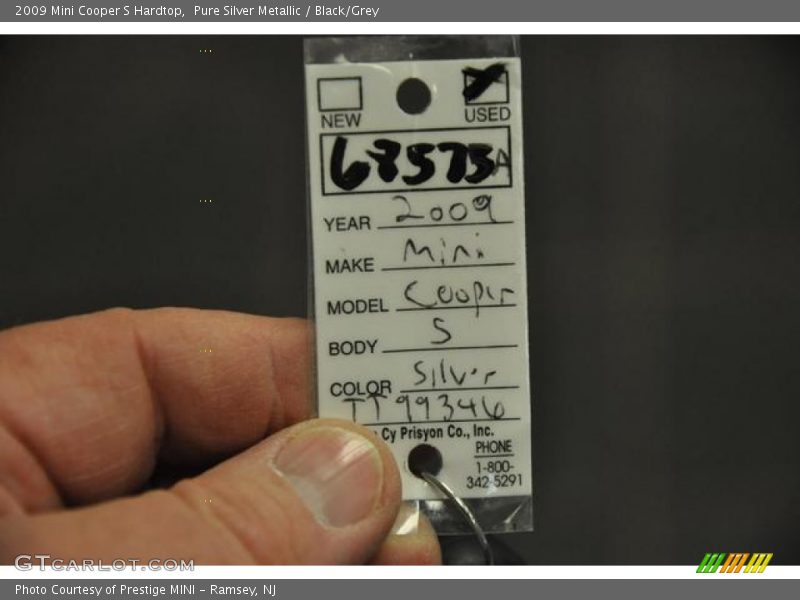 2009 Mini Cooper S Hardtop,  Pure Silver Metallic / Black/Grey
NEW USED
68575A
YEAR 2009
MAKE Mini
MODEL Cooper
BODY S
COLOR Silver
TT99346
Cy Prisyon Co., Inc.
PHONE
1-800-
342-5291
GTCARLOT.COM
Photo Courtesy of Prestige MINI - Ramsey, NJ